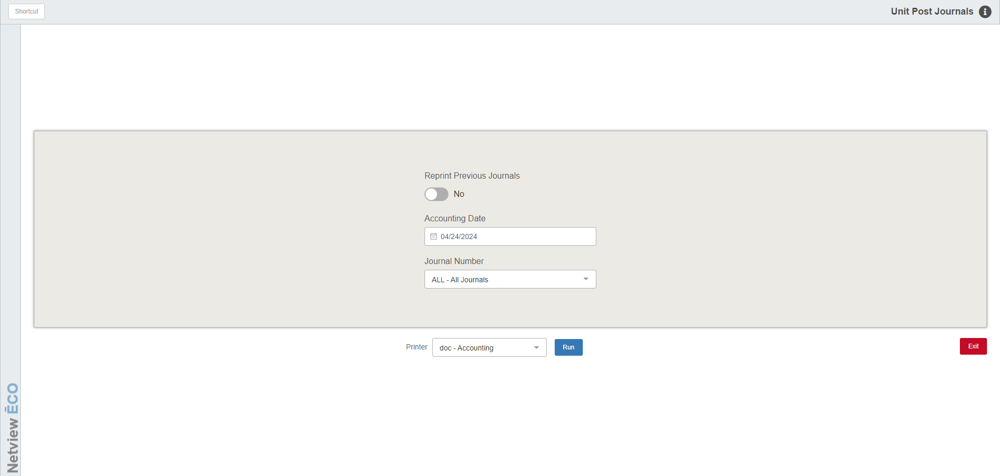 Shortcut
Unit Post Journals
Reprint Previous Journals
No
Accounting Date
04/24/2024
Journal Number
ALL - All Journals
Printer
doc - Accounting
Run
Exit
Netview ĒCO